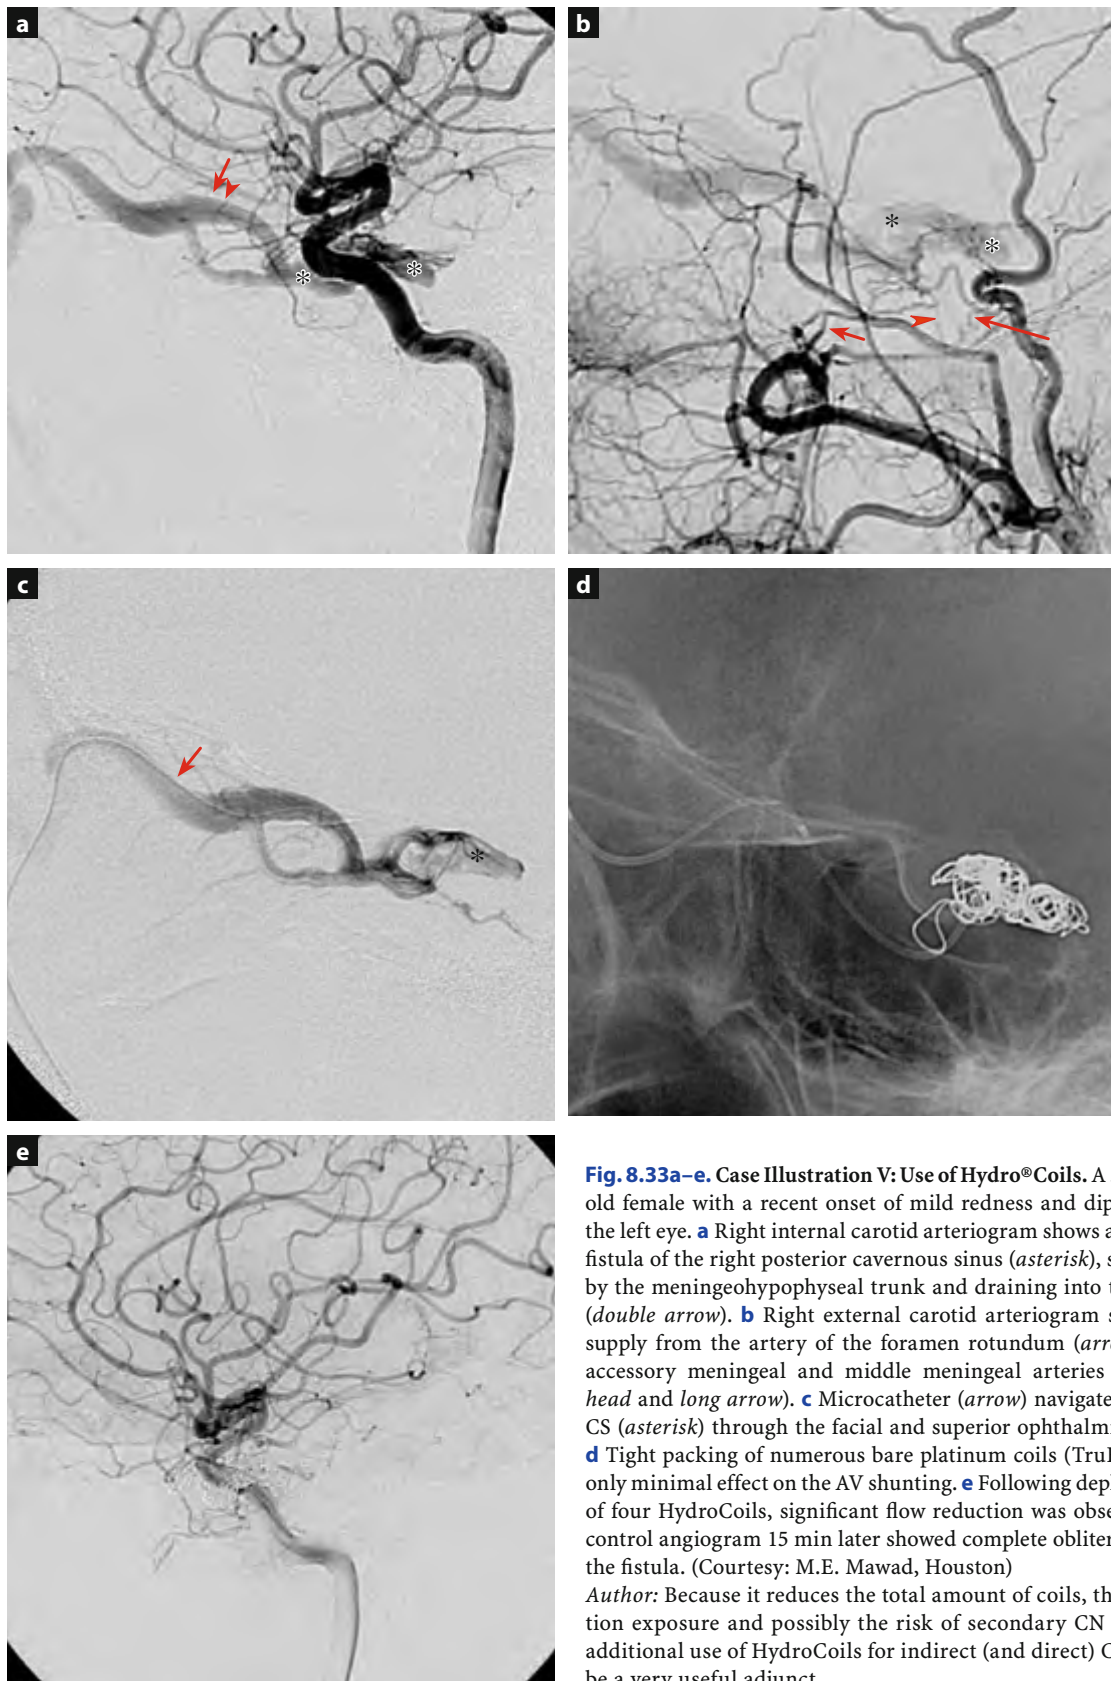 a
b
c
d
e
Fig. 8.33a–e. Case Illustration V: Use of Hydro®Coils. A
old female with a recent onset of mild redness and dip
the left eye. a Right internal carotid arteriogram shows a
fistula of the right posterior cavernous sinus (asterisk), s
by the meningeohypophyseal trunk and draining into t
(double arrow). b Right external carotid arteriogram s
supply from the artery of the foramen rotundum (arr
accessory meningeal and middle meningeal arteries
head and long arrow). c Microcatheter (arrow) navigate
CS (asterisk) through the facial and superior ophthalm
d Tight packing of numerous bare platinum coils (Tru
only minimal effect on the AV shunting. e Following dep
of four HydroCoils, significant flow reduction was obse
control angiogram 15 min later showed complete obliter
the fistula. (Courtesy: M.E. Mawad, Houston)
Author: Because it reduces the total amount of coils, th
tion exposure and possibly the risk of secondary CN
additional use of HydroCoils for indirect (and direct) C
be a very useful adjunct